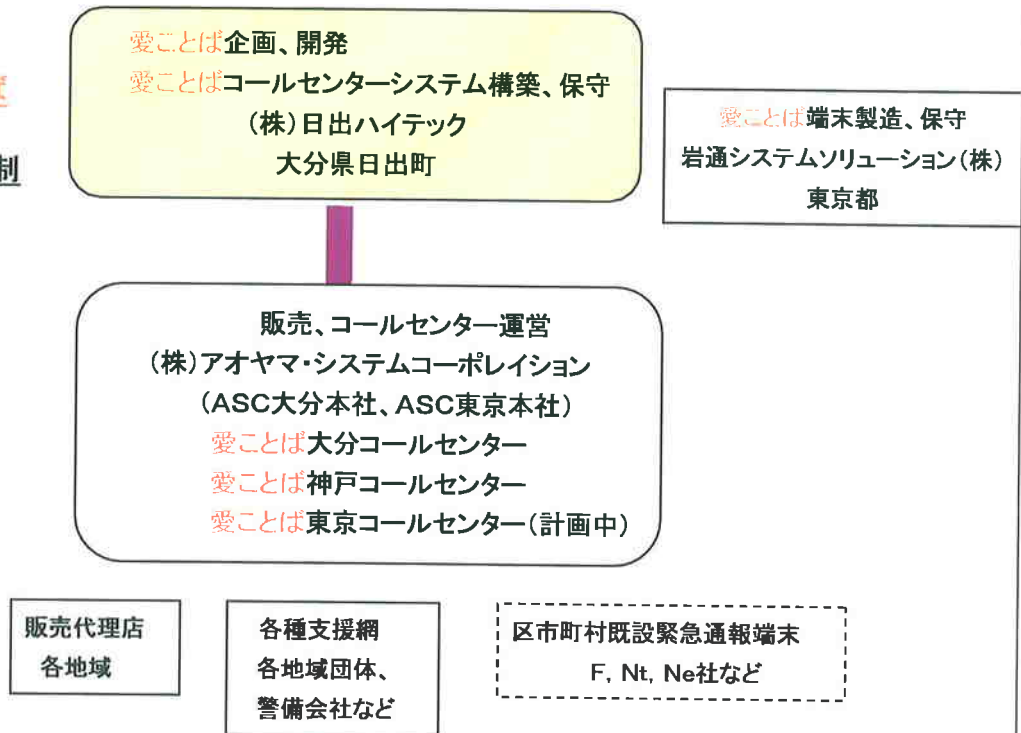 愛ことば企画、開発
愛ことばコールセンターシステム構築、保守
(株)日出ハイテック
大分県日出町
制
愛ことば端末製造、保守
岩通システムソリューション(株)
東京都
販売、コールセンター運営
(株)アオヤマ・システムコーポレイション
(ASC大分本社、ASC東京本社)
愛ことば大分コールセンター
愛ことば神戸コールセンター
愛ことば東京コールセンター(計画中)
販売代理店
各地域
各種支援網
各地域団体、
警備会社など
区市町村既設緊急通報端末
F, Nt, Ne社など